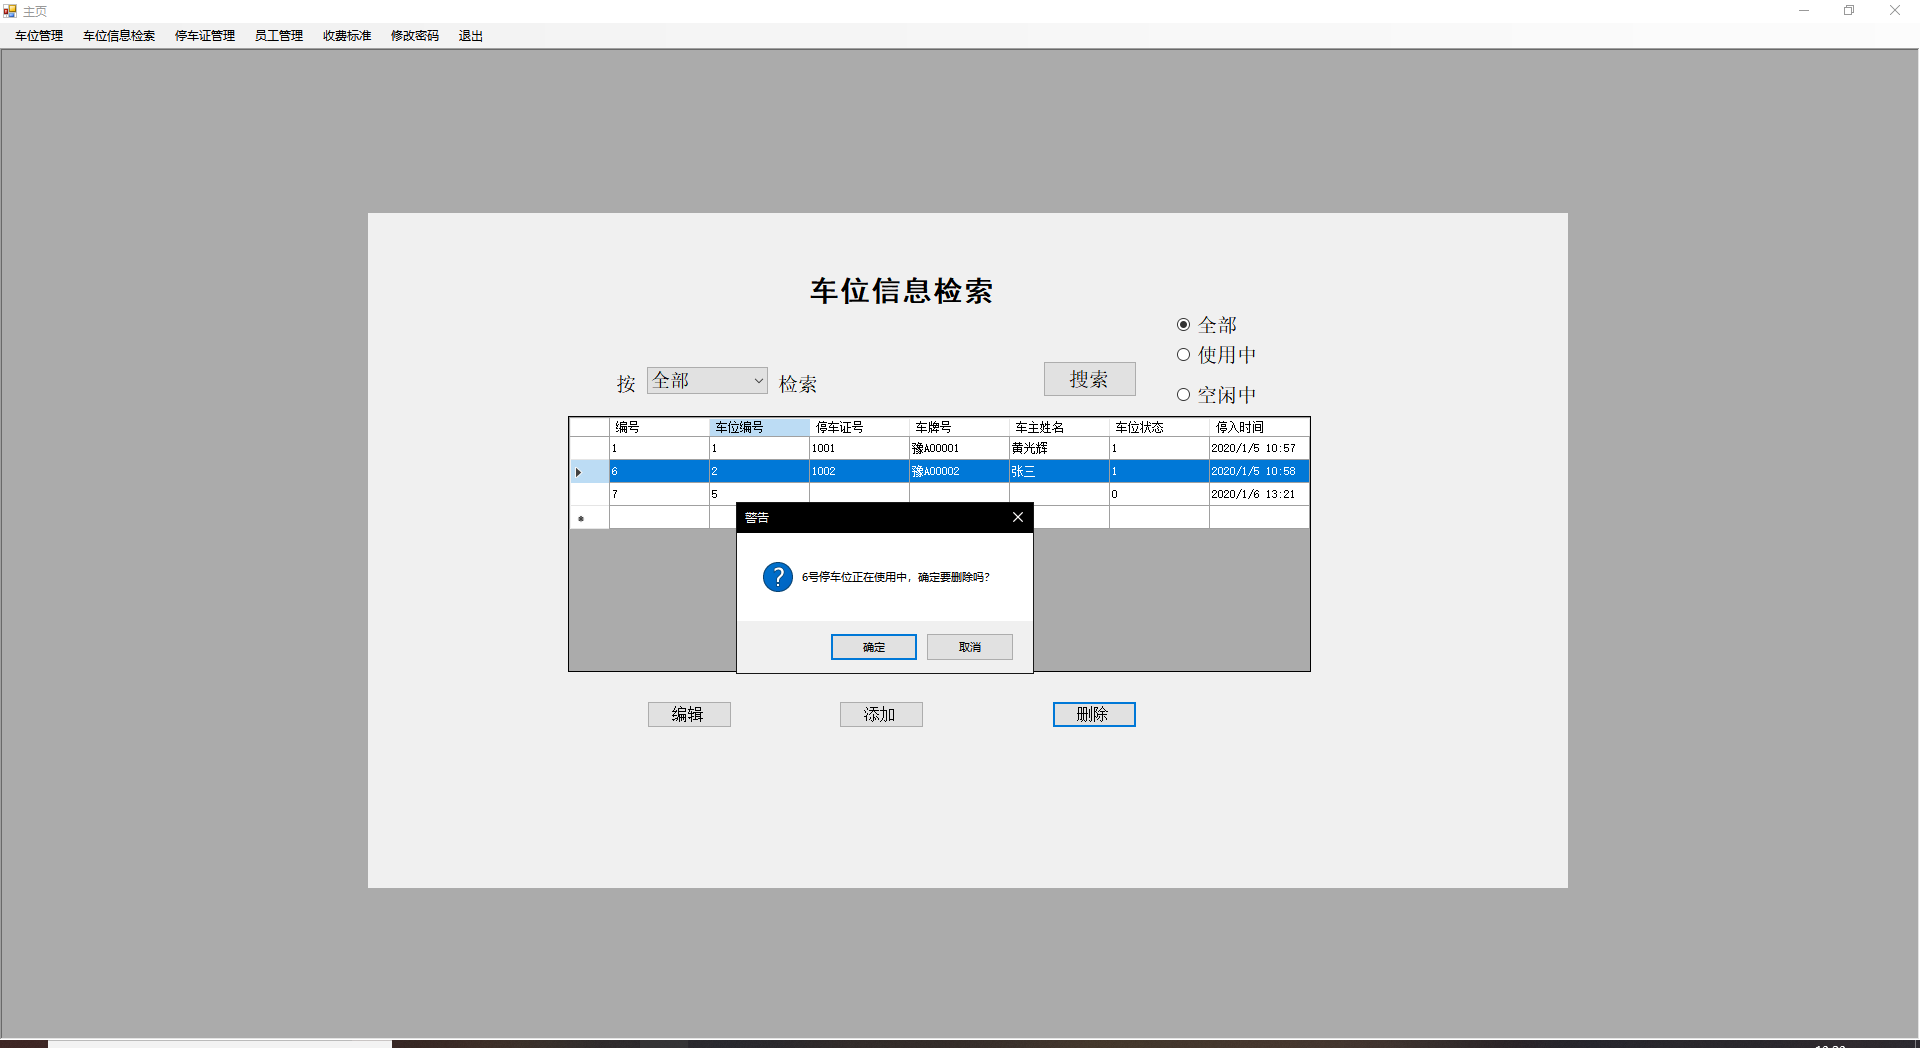 主页
车位管理 车位信息检索 停车证管理 员工管理 收费标准 修改密码 退出
车位信息检索
全部
使用中
按 全部 检索 搜索
空闲中
编号 车位编号 停车证号 车牌号 车主姓名 车位状态 停入时间
1 1 1001 豫A00001 黄光辉 1 2020/1/5 10:57
6 2 1002 豫A00002 张三 1 2020/1/5 10:58
7 5 0 2020/1/6 13:21
警告
6号停车位正在使用中，确定要删除吗?
确定 取消
编辑 添加 删除